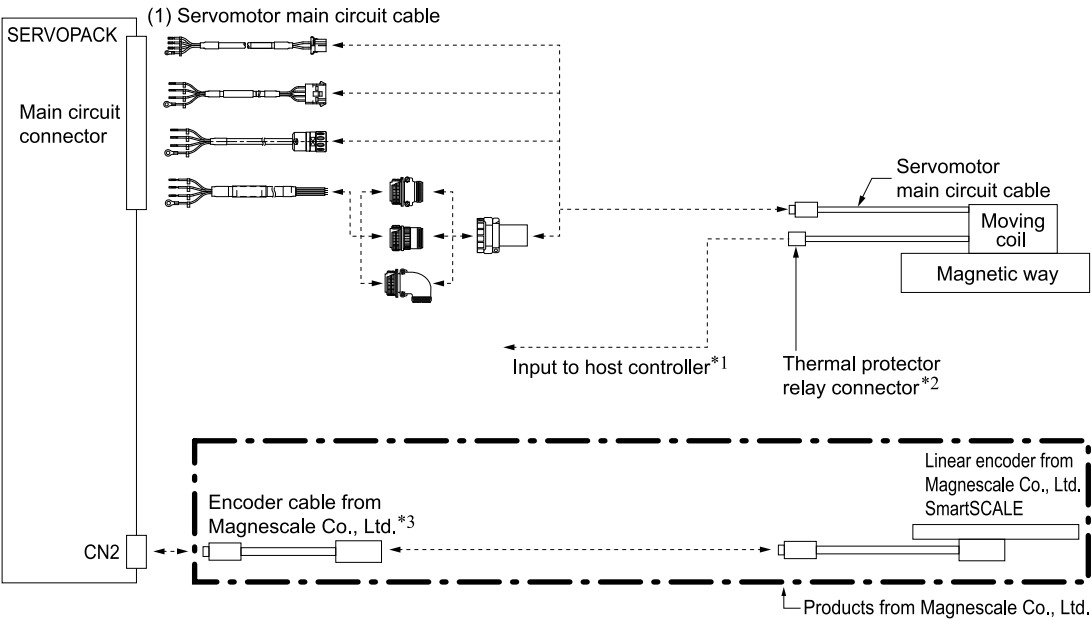 (1) Servomotor main circuit cable
SERVOPACK
Main circuit
connector
Servomotor
main circuit cable
Moving
coil
Magnetic way
Input to host controller*1
Thermal protector
relay connector*2
Linear encoder from
Magnescale Co., Ltd.
SmartSCALE
Encoder cable from
Magnescale Co., Ltd.*3
CN2
Products from Magnescale Co., Ltd.